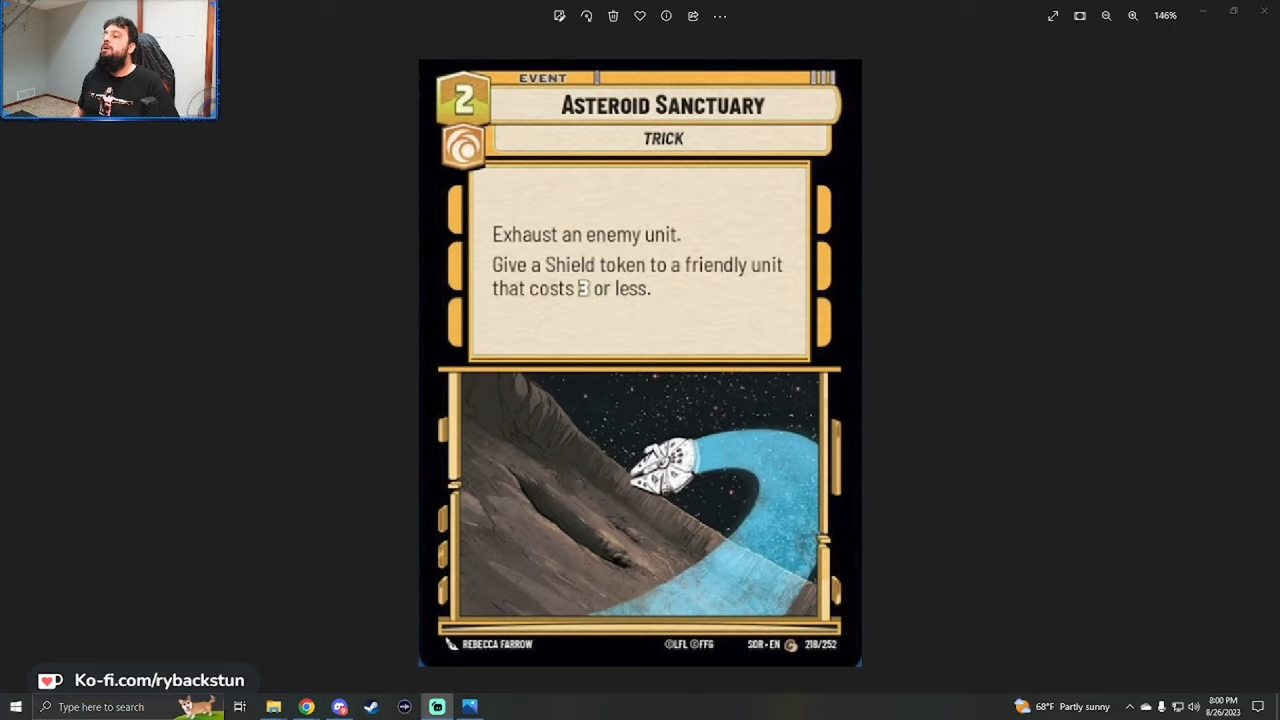 146%
EVENT
2
ASTEROID SANCTUARY
TRICK
Exhaust an enemy unit.
Give a Shield token to a friendly unit
that costs 3 or less.
REBECCA FARROW
©LFL ⓅFFG
SOR • EN
218/252
Ko-fi.com/rybackstun
Type here to search
68°F Partly sunny
8:00 PM
8/26/2023